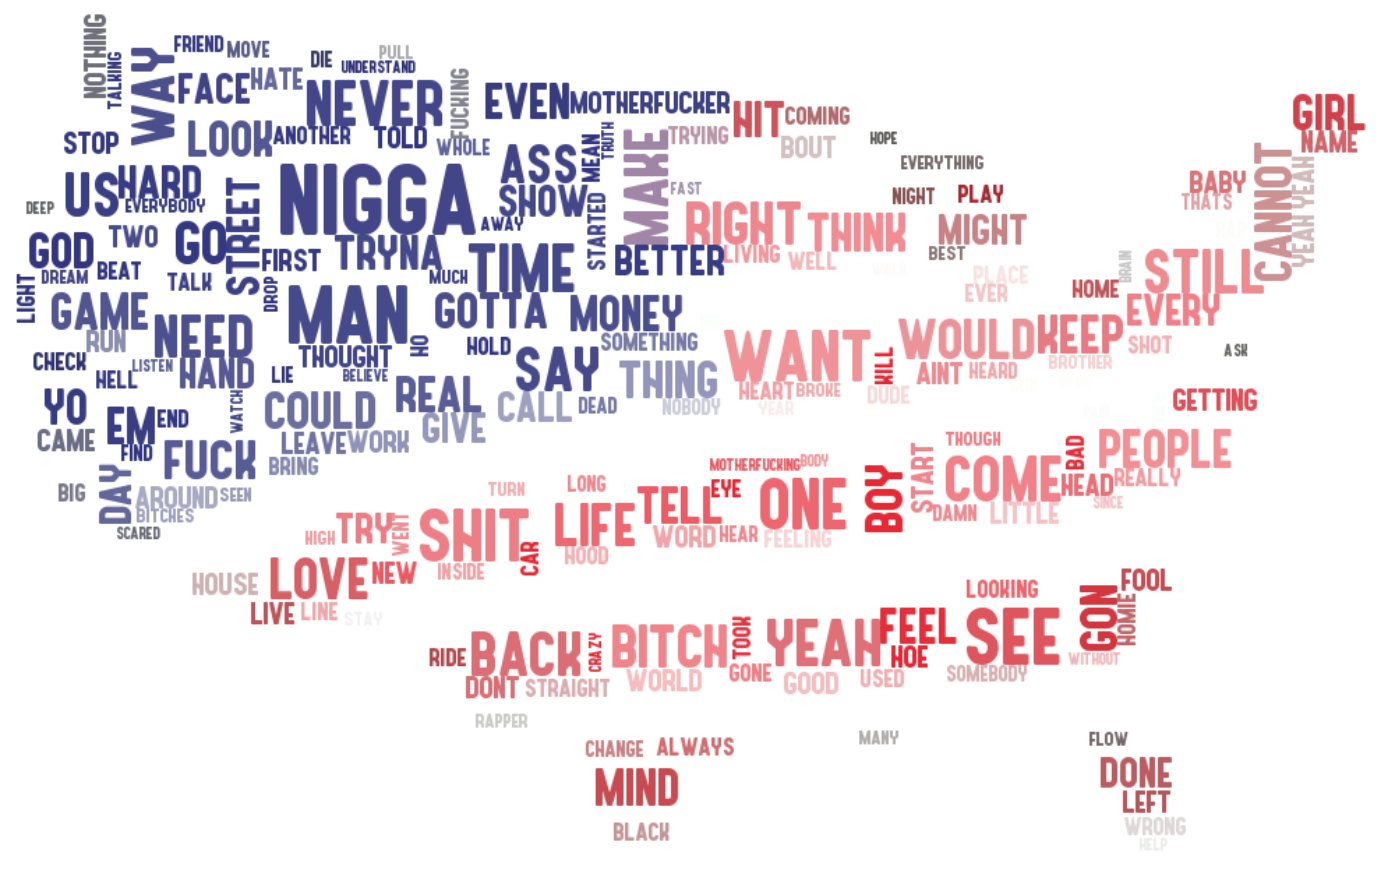 NOTHING
TALKING
WAY
FRIEND
MOVE
FACE
HATE
DIE
PULL
UNDERSTAND
NEVER
FUCKING
EVEN
MOTHERFUCKER
HIT
COMING
GIRL
NAME
STOP
LOOK
ANOTHER
TOLD
WHOLE
ASS
MEAN
TRUTH
MAKE
TRYING
BOUT
HOPE
EVERYTHING
CANNOT
YEAH YEAH
US
HARD
EVERYBODY
DEEP
STREET
NIGGA
SHOW
AWAY
STARTED
FAST
NIGHT
PLAY
BABY
THATS
GOD
TWO
GO
FIRST
TRYNA
TIME
BETTER
RIGHT
THINK
LIVING
WELL
MIGHT
BEST
DREAM
BEAT
TALK
DROP
MUCH
PLACE
EVER
BRAIN
STILL
LIGHT
GAME
MAN
GOTTA
MONEY
HOME
EVERY
RUN
NEED
THOUGHT
HO
HOLD
SOMETHING
WANT
WOULD
KEEP
SHOT
ASK
CHECK
LISTEN
HELL
HAND
LIE
BELIEVE
SAY
THING
HEART
BROKE
KILL
AINT
HEARD
BROTHER
YO
EM
END
WATCH
COULD
REAL
CALL
DEAD
NOBODY
YEAR
DUDE
GETTING
CAME
FIND
FUCK
LEAVE
WORK
GIVE
BRING
THOUGH
BAD
PEOPLE
BIG
DAY
AROUND
SEEN
BITCHES
SCARED
MOTHERFUCKING
BODY
TURN
LONG
TELL
EYE
ONE
BOY
START
COME
HEAD
REALLY
SINCE
HIGH
TRY
WENT
SHIT
CAR
LIFE
HOOD
WORD
HEAR
FEELING
DAMN
LITTLE
HOUSE
LOVE
NEW
INSIDE
LOOKING
FOOL
LIVE
LINE
STAY
GON
HOMIE
RIDE
BACK
CRAZY
BITCH
TOOK
YEAH
FEEL
HOE
SEE
WITHOUT
DONT
STRAIGHT
WORLD
GONE
GOOD
USED
SOMEBODY
RAPPER
CHANGE
ALWAYS
MANY
FLOW
MIND
DONE
LEFT
BLACK
WRONG
HELP